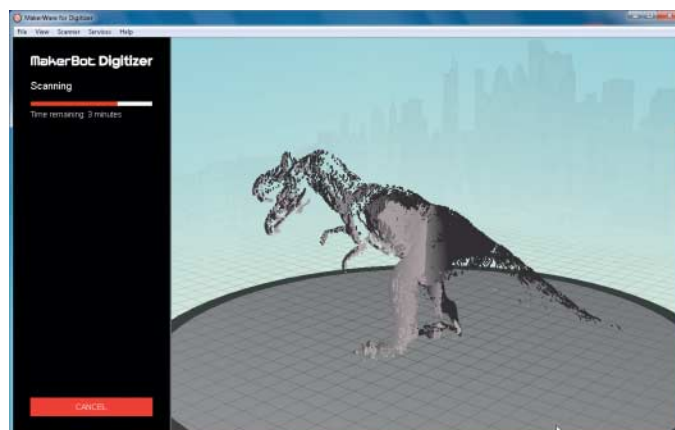 MakerWare for Digitizer
File View Scanner Services Help
MakerBot Digitizer
Scanning
Time remaining: 3 minutes
CANCEL